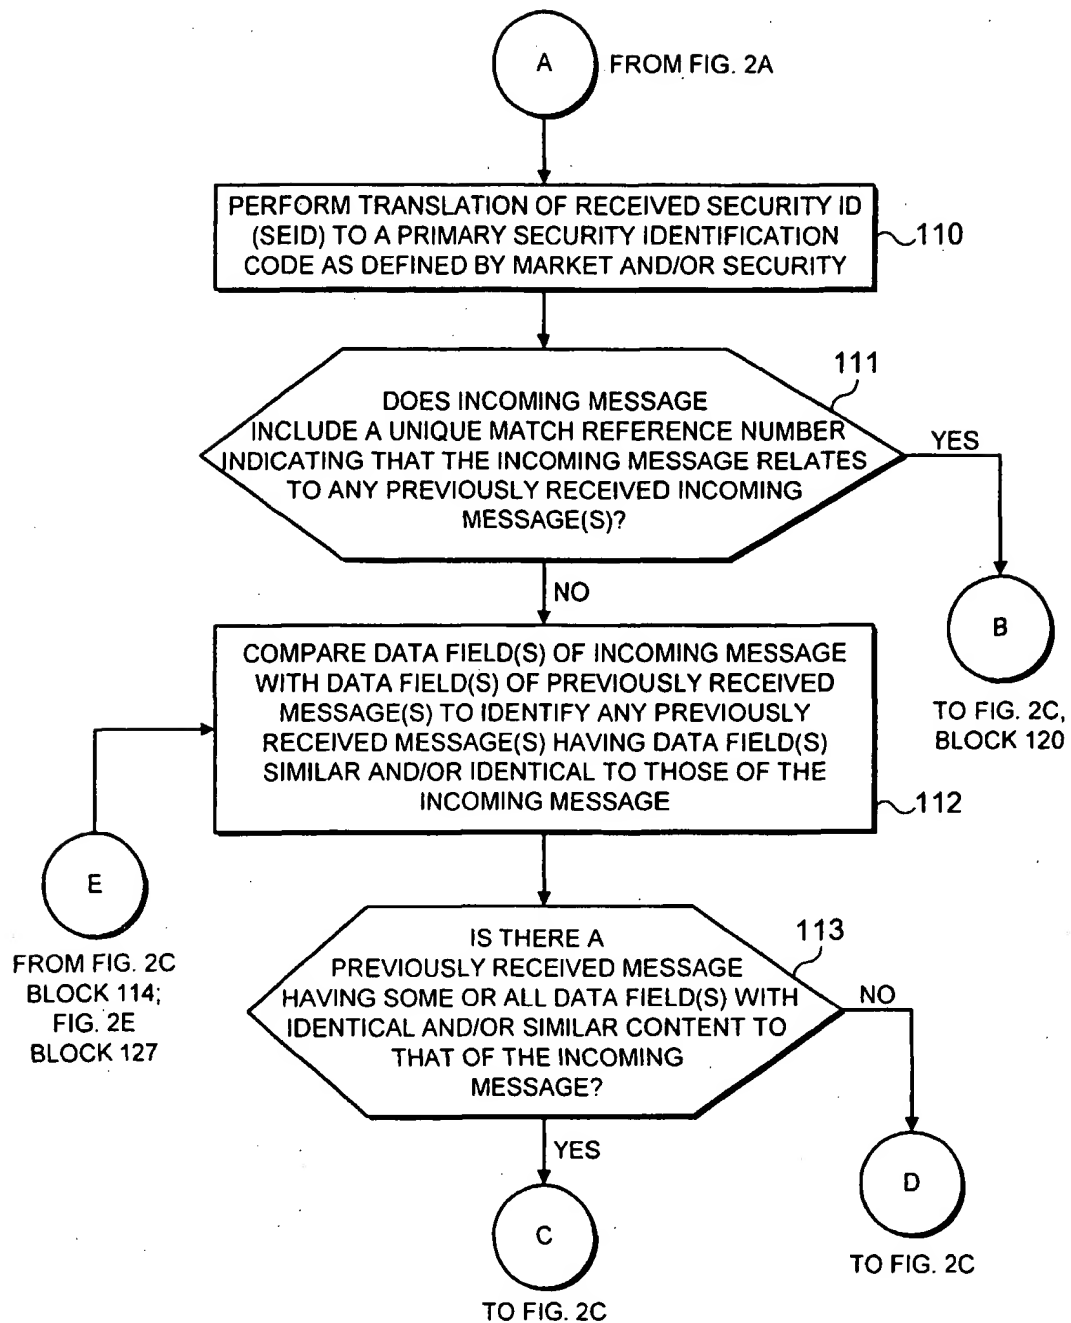 A
FROM FIG. 2A
PERFORM TRANSLATION OF RECEIVED SECURITY ID
(SEID) TO A PRIMARY SECURITY IDENTIFICATION
CODE AS DEFINED BY MARKET AND/OR SECURITY
110
111
DOES INCOMING MESSAGE
INCLUDE A UNIQUE MATCH REFERENCE NUMBER
INDICATING THAT THE INCOMING MESSAGE RELATES
TO ANY PREVIOUSLY RECEIVED INCOMING
MESSAGE(S)?
YES
NO
B
TO FIG. 2C,
BLOCK 120
COMPARE DATA FIELD(S) OF INCOMING MESSAGE
WITH DATA FIELD(S) OF PREVIOUSLY RECEIVED
MESSAGE(S) TO IDENTIFY ANY PREVIOUSLY
RECEIVED MESSAGE(S) HAVING DATA FIELD(S)
SIMILAR AND/OR IDENTICAL TO THOSE OF THE
INCOMING MESSAGE
112
E
FROM FIG. 2C
BLOCK 114;
FIG. 2E
BLOCK 127
113
IS THERE A
PREVIOUSLY RECEIVED MESSAGE
HAVING SOME OR ALL DATA FIELD(S) WITH
IDENTICAL AND/OR SIMILAR CONTENT TO
THAT OF THE INCOMING
MESSAGE?
NO
YES
D
TO FIG. 2C
C
TO FIG. 2C